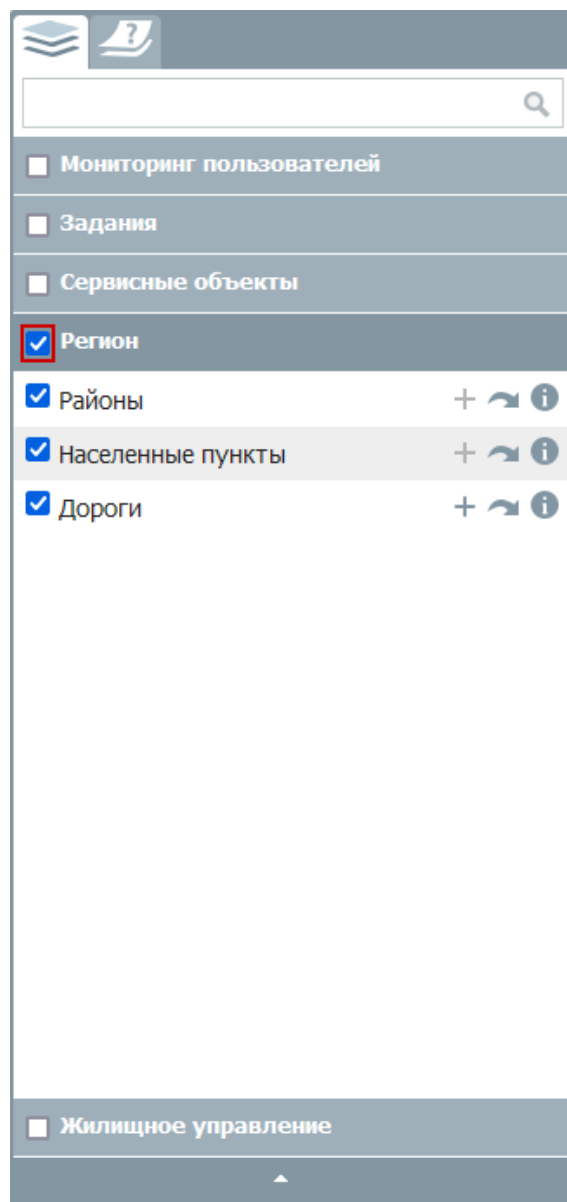 ?
Мониторинг пользователей
Задания
Сервисные объекты
Регион
Районы
Населенные пункты
Дороги
Жилищное управление